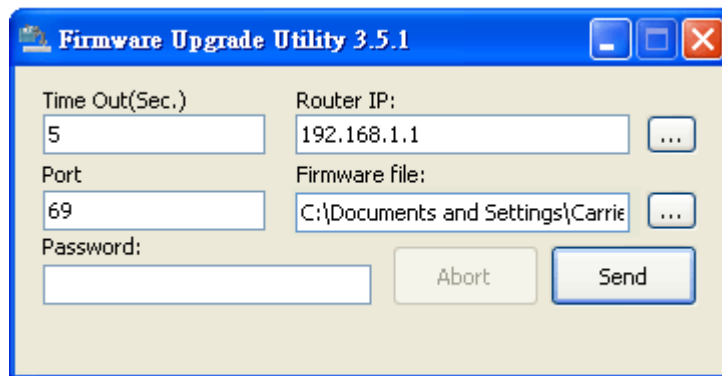 Firmware Upgrade Utility 3.5.1
Time Out(Sec.) Router IP:
5 192.168.1.1 ...
Port Firmware file:
69 C:\Documents and Settings\Carrie ...
Password:
Abort Send